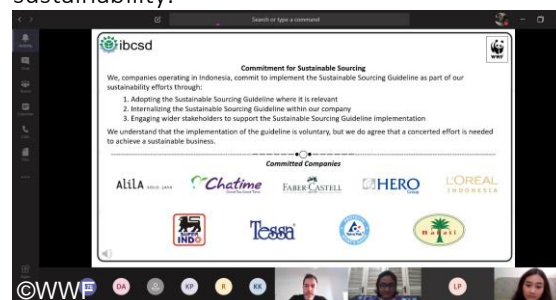 sustainability.
Search or type a command
ibcsd
WWF
Commitment for Sustainable Sourcing
We, companies operating in Indonesia, commit to implement the Sustainable Sourcing Guideline as part of our
sustainability efforts through:
1. Adopting the Sustainable Sourcing Guideline where it is relevant
2. Internalizing the Sustainable Sourcing Guideline within our company
3. Engaging wider stakeholders to support the Sustainable Sourcing Guideline implementation
We understand that the implementation of the guideline is voluntary, but we do agree that a concerted effort is needed
to achieve a sustainable business.
Committed Companies
ALILA SOLO JAVA
Chatime
FABER-CASTELL
HERO
Group
L'OREAL
INDONESIA
SUPER
INDO
Tessa
Tetra Pak
©WWF
DA
KP
R
KK
LP